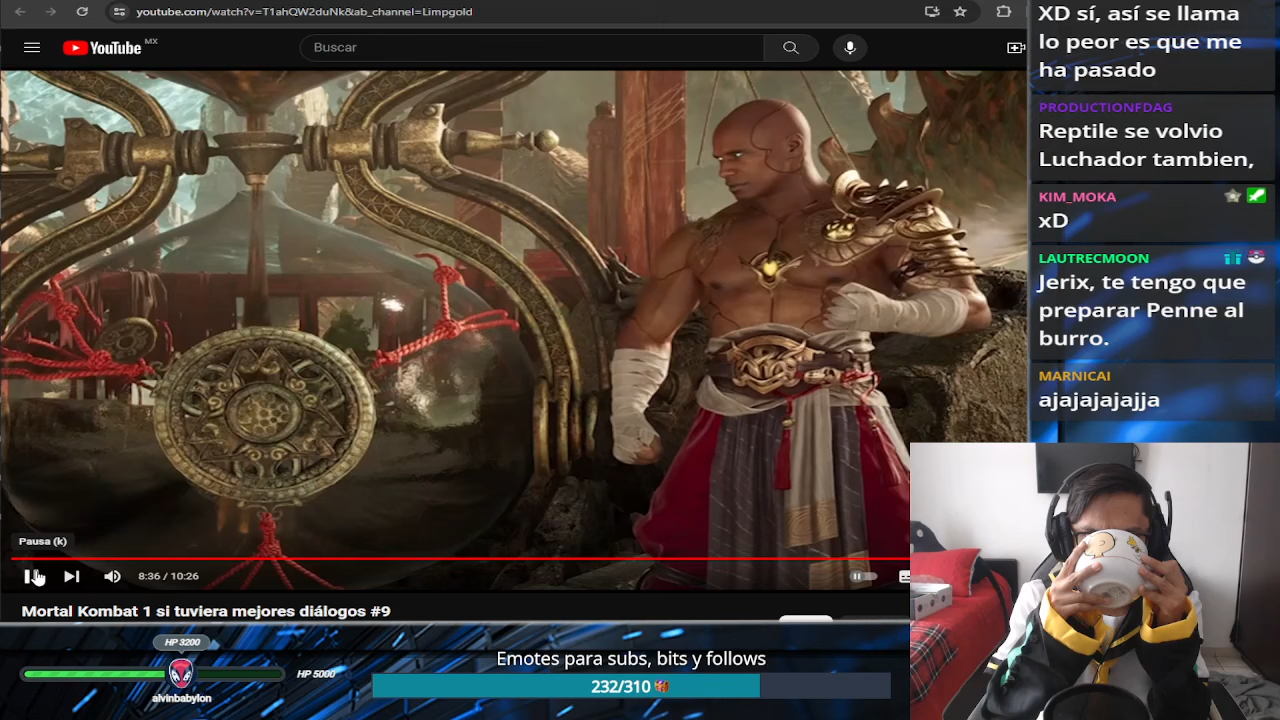 youtube.com/watch?v=T1ahQW2duNk&ab_channel=Limpgold
YouTube MX
Buscar
Pausa (k)
8:36 / 10:26
Mortal Kombat 1 si tuviera mejores diálogos #9
XD sí, así se llama
lo peor es que me
ha pasado
PRODUCTIONFDAG
Reptile se volvio
Luchador tambien,
KIM_MOKA
xD
LAUTRECMOON
Jerix, te tengo que
preparar Penne al
burro.
MARNICAI
ajajajajajja
HP 3200
HP 5000
alvinbabylon
Emotes para subs, bits y follows
232/310